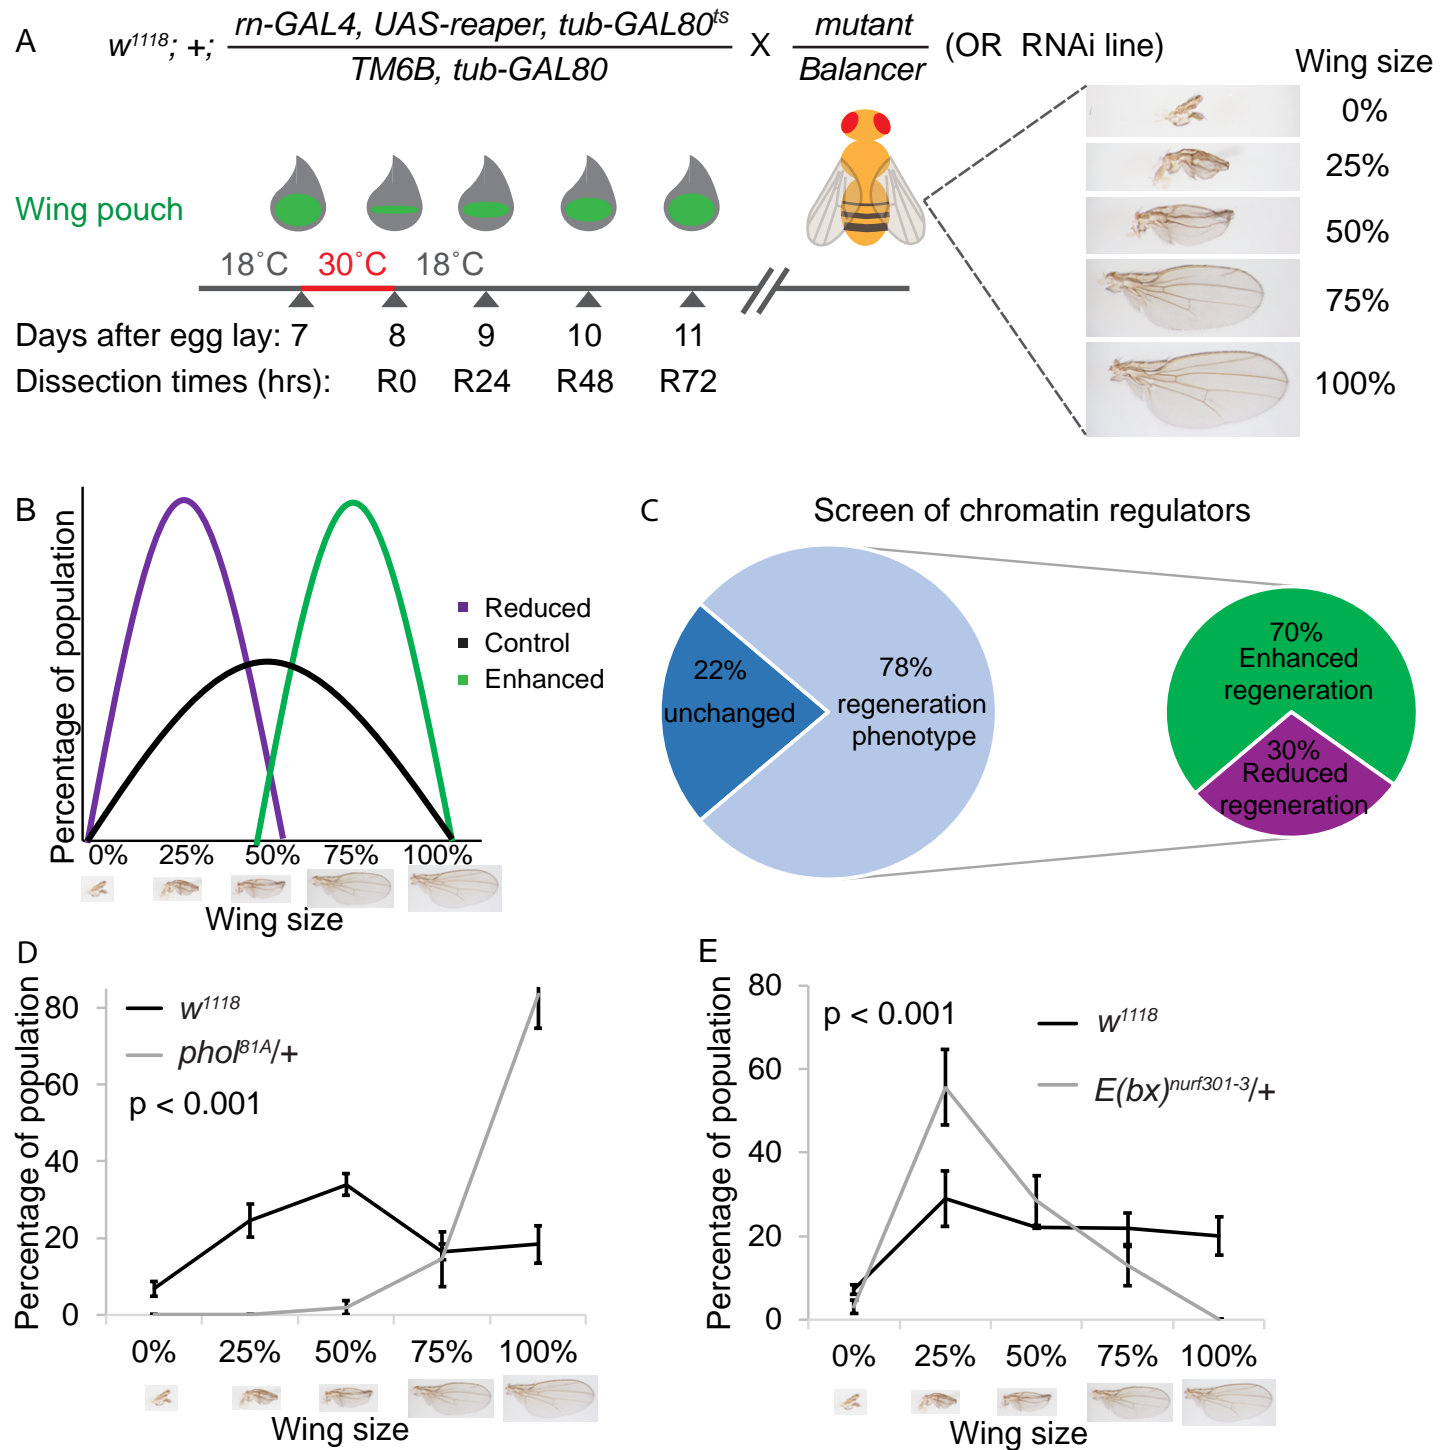 A
w1118; +; rn-GAL4, UAS-reaper, tub-GAL80ts X mutant (OR RNAi line)
TM6B, tub-GAL80 Balancer
Wing size
0%
25%
50%
75%
100%
Wing pouch
18˚C 30˚C 18˚C
Days after egg lay: 7 8 9 10 11
Dissection times (hrs): R0 R24 R48 R72
B
Percentage of population
Reduced
Control
Enhanced
0% 25% 50% 75% 100%
Wing size
C
Screen of chromatin regulators
22%
unchanged
78%
regeneration
phenotype
70%
Enhanced
regeneration
30%
Reduced
regeneration
D
Percentage of population
80
60
40
20
0
w1118
phol81A/+
p < 0.001
0% 25% 50% 75% 100%
Wing size
E
Percentage of population
80
60
40
20
0
p < 0.001
w1118
E(bx)nurf301-3/+
0% 25% 50% 75% 100%
Wing size